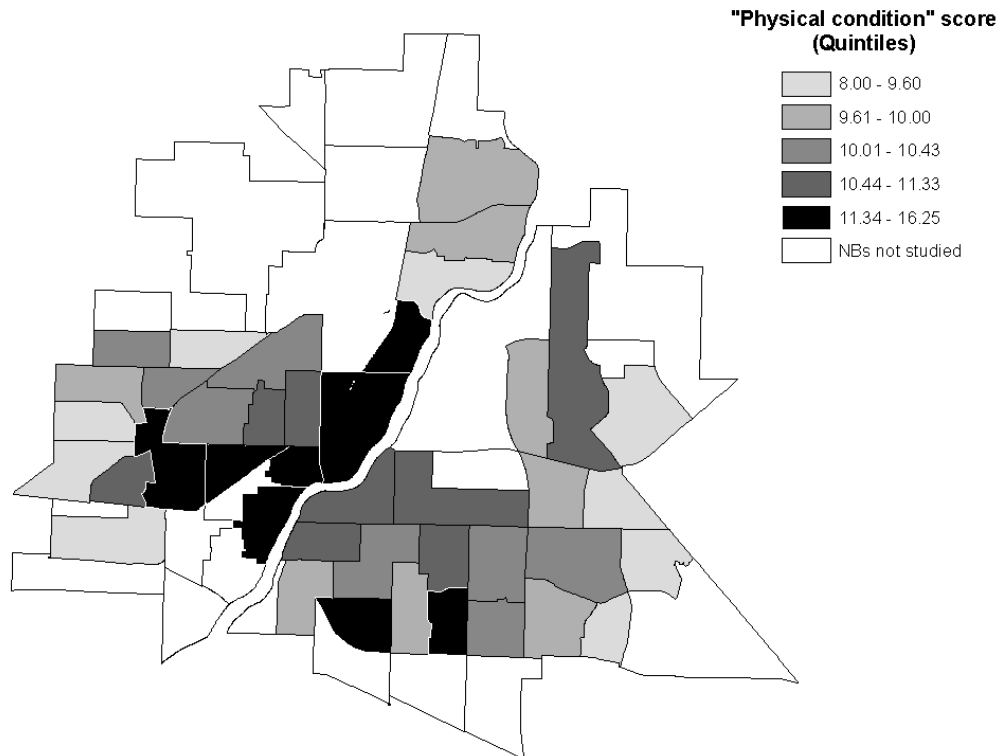 "Physical condition" score
(Quintiles)
8.00 - 9.60
9.61 - 10.00
10.01 - 10.43
10.44 - 11.33
11.34 - 16.25
NBs not studied